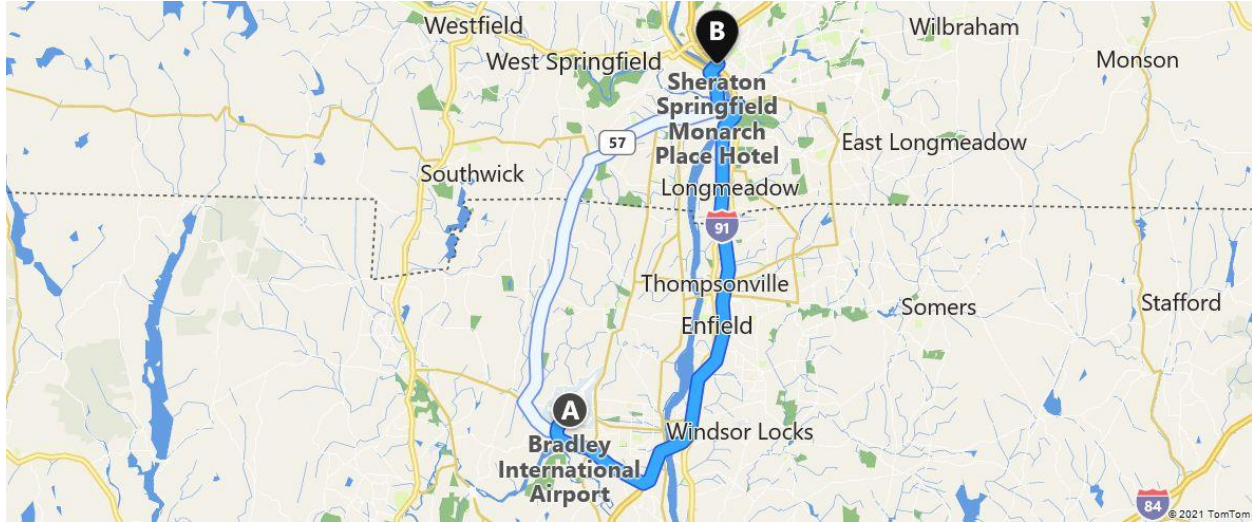 Westfield
B
Wilbraham
West Springfield
Monson
Sheraton
Springfield
Monarch
Place Hotel
57
East Longmeadow
Southwick
Longmeadow
91
Thompsonville
Somers
Stafford
Enfield
A
Windsor Locks
Bradley
International
Airport
84
© 2021 TomTom